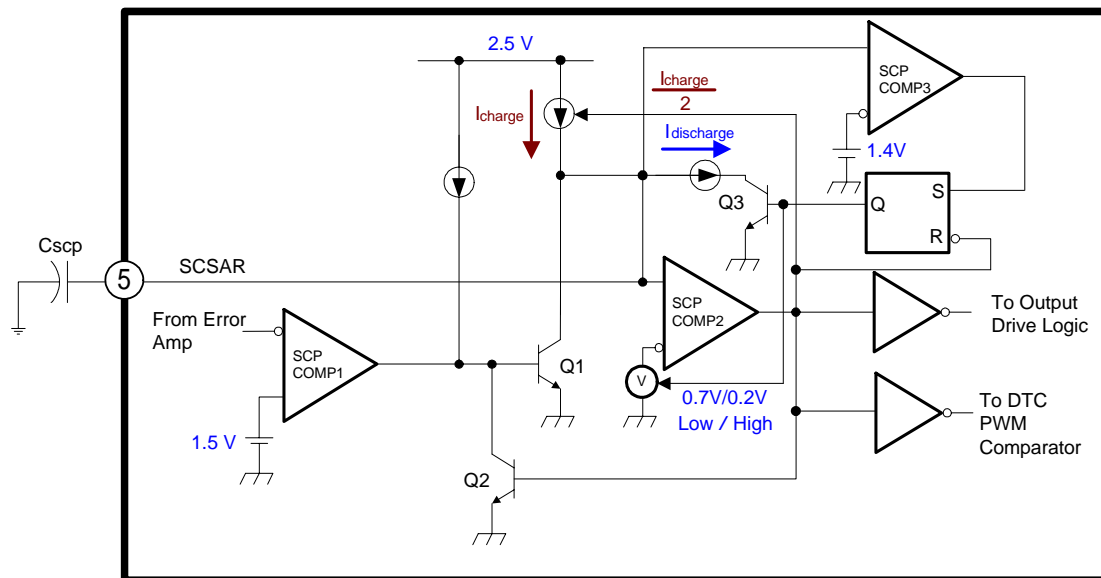 2.5 V
Icharge
Icharge
2
Idischarge
SCP
COMP3
1.4V
Q3
Q
S
R
Cscp
5
SCSAR
From Error
Amp
SCP
COMP1
1.5 V
Q1
SCP
COMP2
V
0.7V/0.2V
Low / High
Q2
To Output
Drive Logic
To DTC
PWM
Comparator